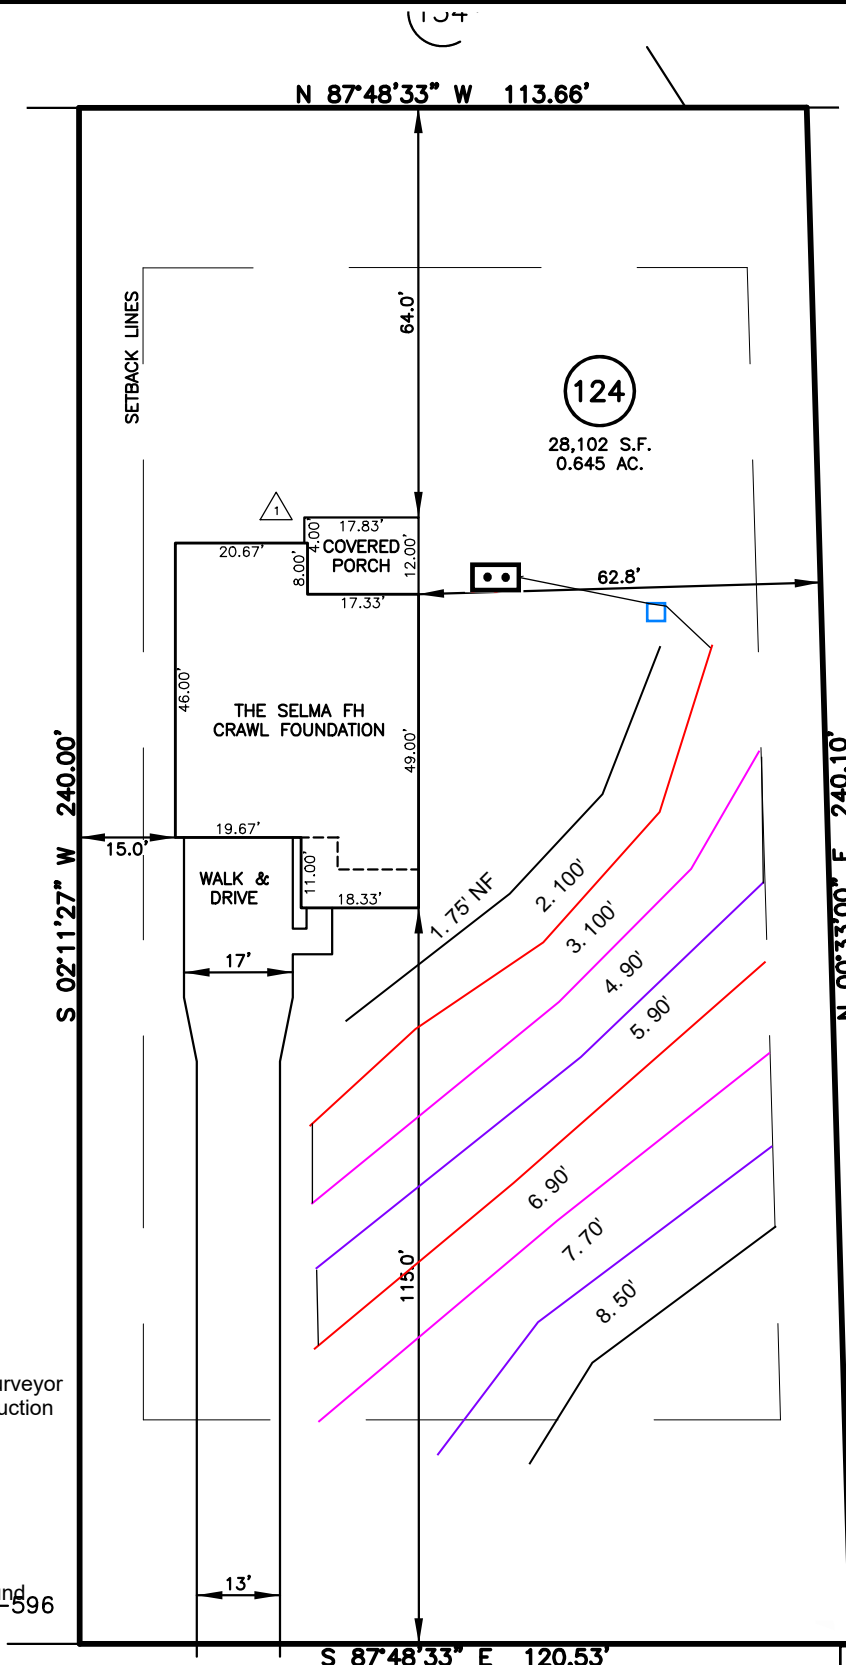 N 87°48'33" W 113.66'
SETBACK LINES
64.0'
124
28,102 S.F.
0.645 AC.
1
17.83'
4.00'
COVERED
PORCH
12.00'
20.67'
8.00'
17.33'
62.8'
46.00'
THE SELMA FH
CRAWL FOUNDATION
49.00'
S 02°11'27" W 240.00'
N 00°33'00" E 240.10'
19.67'
15.0'
11.00'
WALK &
DRIVE
18.33'
17'
1. 75' NF
2. 100'
3. 100'
4. 90'
5. 90'
6. 90'
7. 70'
8. 50'
115.0'
13'
-596
S 87°48'33" E 120.53'